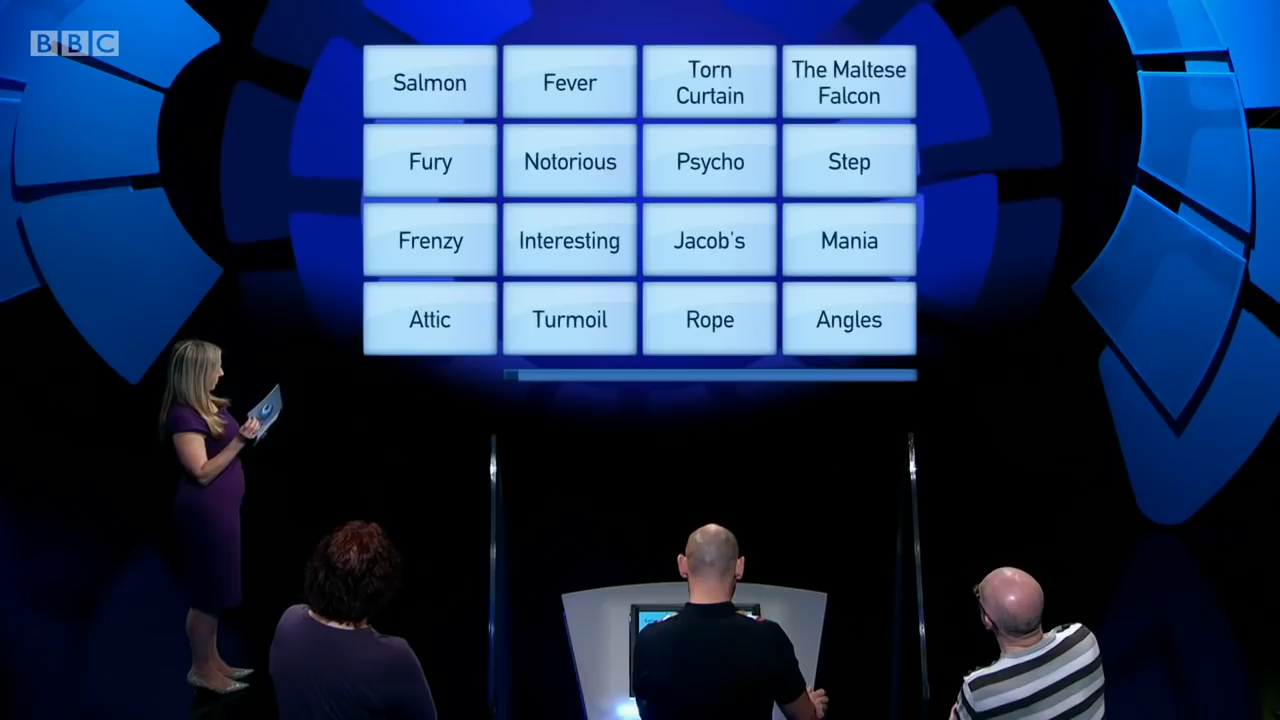 BBC
Salmon
Fever
Torn
Curtain
The Maltese
Falcon
Fury
Notorious
Psycho
Step
Frenzy
Interesting
Jacob's
Mania
Attic
Turmoil
Rope
Angles